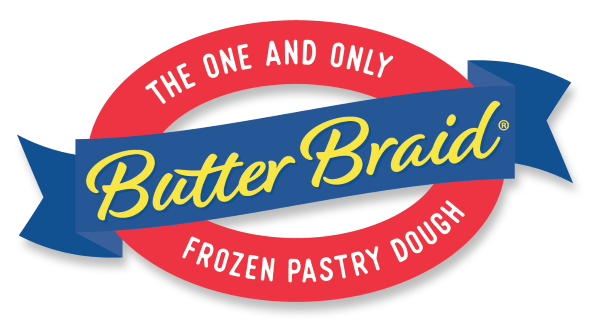 THE ONE AND ONLY
Butter Braid®
FROZEN PASTRY DOUGH